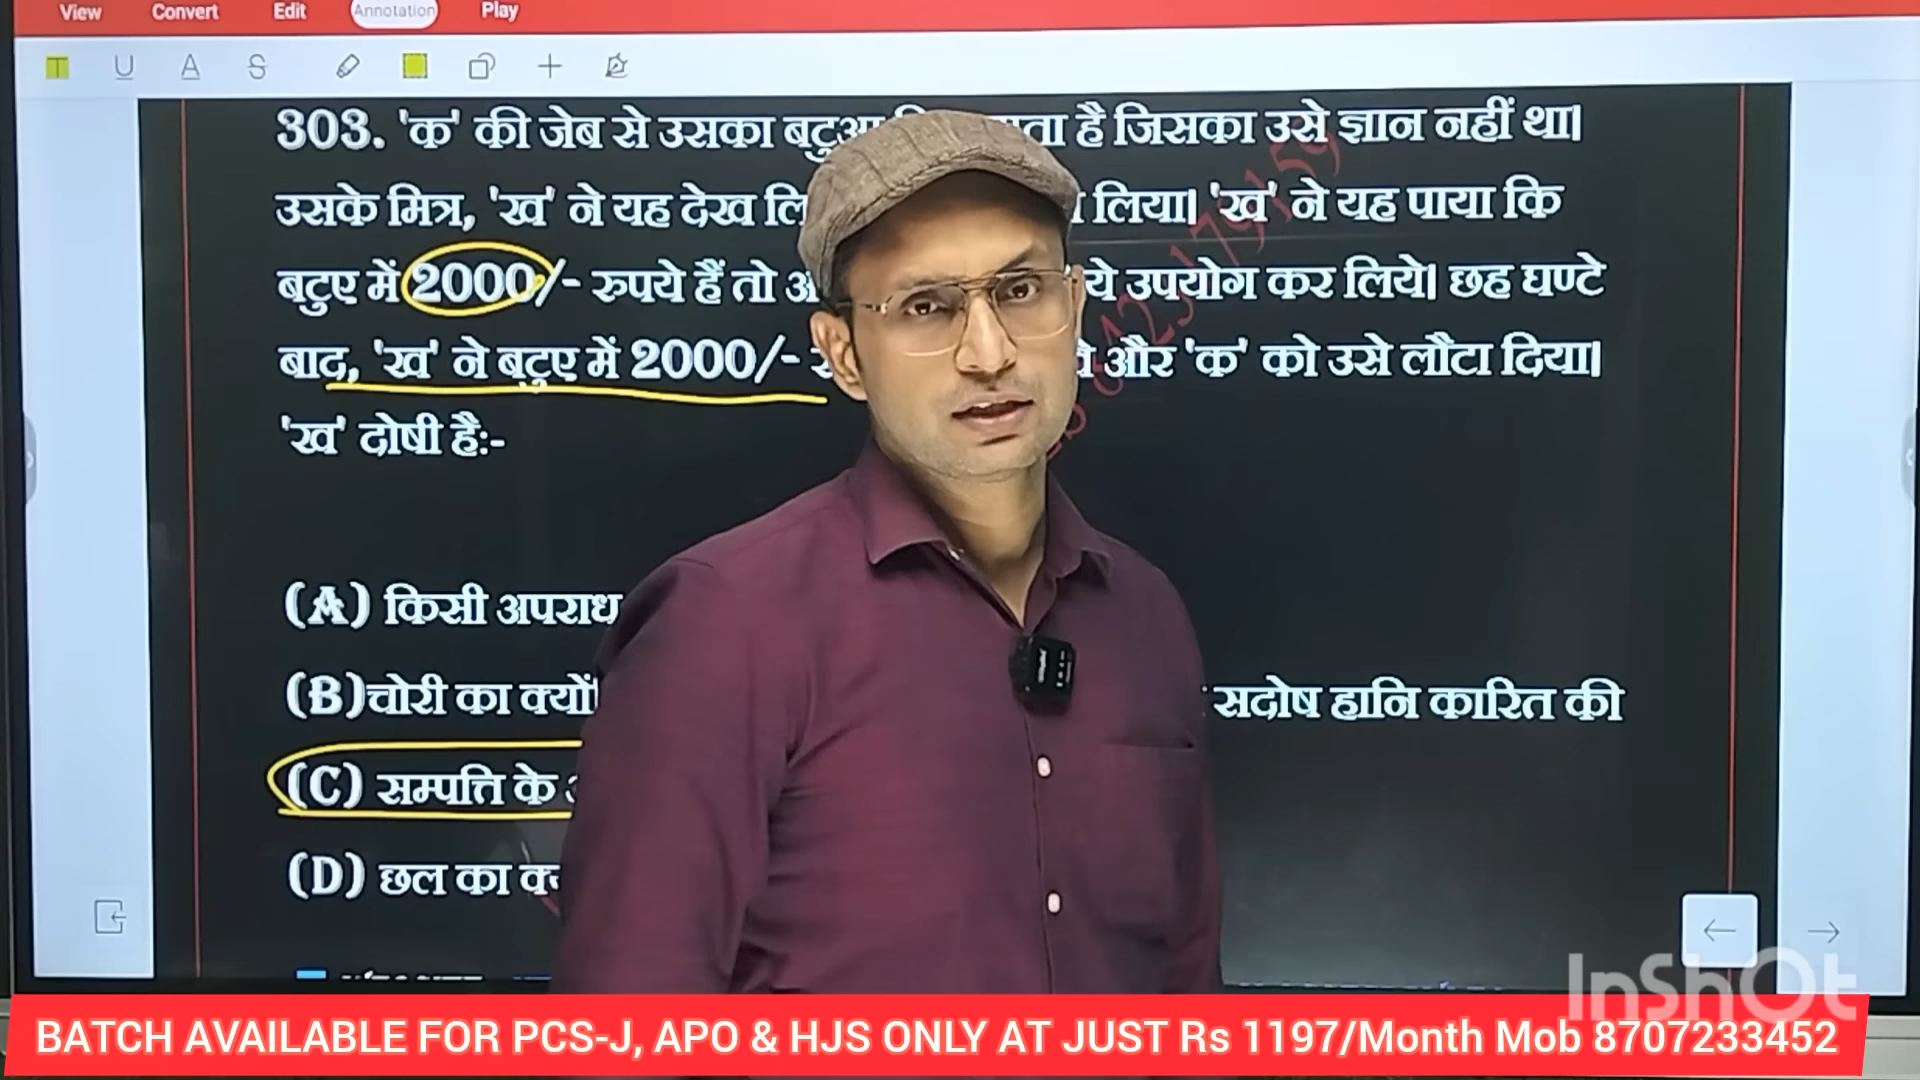 View Convert Edit Annotation Play
T U A S
303. 'क' की जेब से उसका है जिसका उसे ज्ञान नहीं था।
उसके मित्र, 'ख' ने यह देख लिया। 'ख' ने यह पाया कि
बटुए में 2000/- रुपये हैं तो उपयोग कर लिये। छह घण्टे
बाद, 'ख' ने बटुए में 2000/- और 'क' को उसे लौटा दिया।
'ख' दोषी है:-
(A) किसी अपराध
(B)चोरी का सदोष हानि कारित की
(C) सम्पत्ति के
(D) छल का
InShOt
BATCH AVAILABLE FOR PCS-J, APO & HJS ONLY AT JUST Rs 1197/Month Mob 8707233452